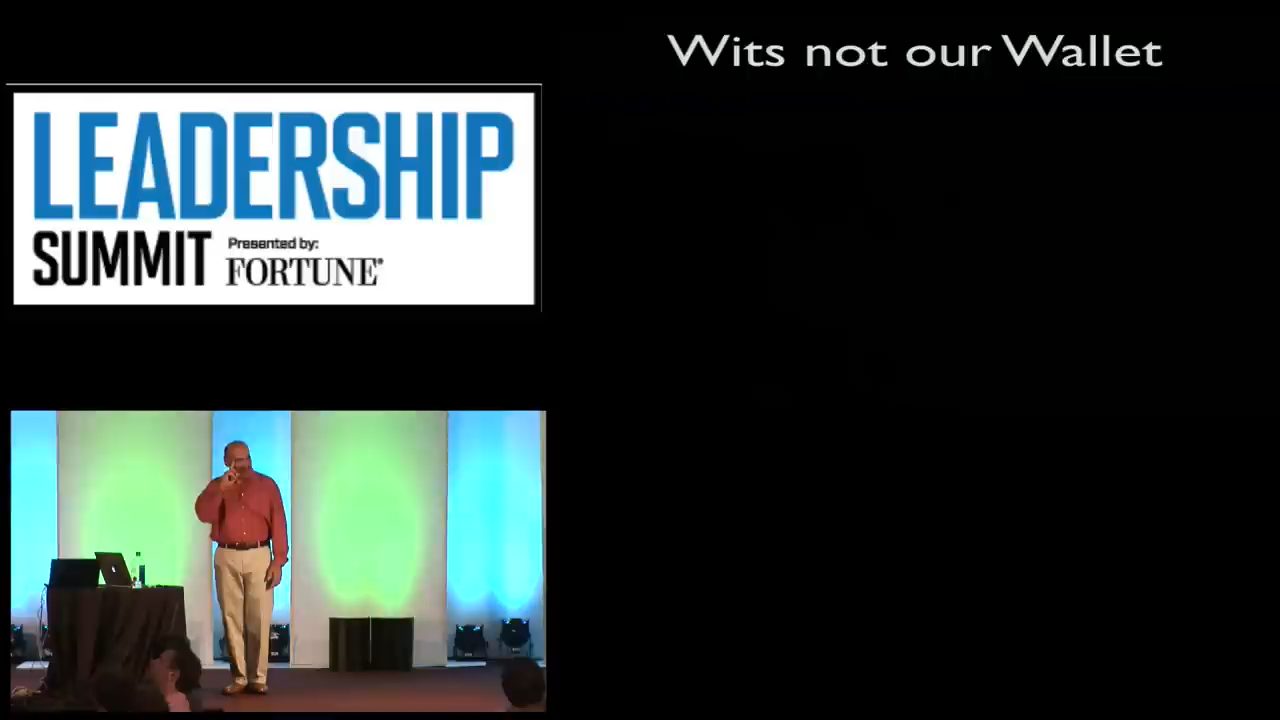 Wits not our Wallet
LEADERSHIP
SUMMIT
Presented by:
FORTUNE®